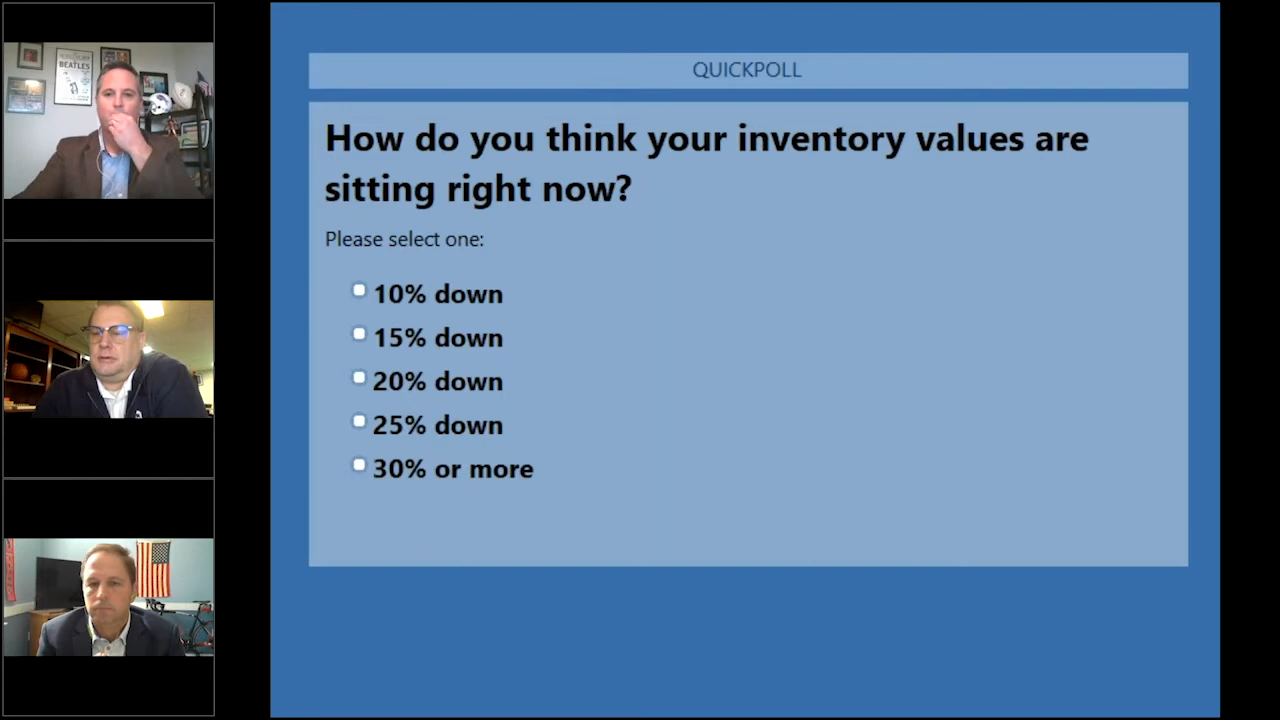 BEATLES
QUICKPOLL
How do you think your inventory values are
sitting right now?
Please select one:
10% down
15% down
20% down
25% down
30% or more